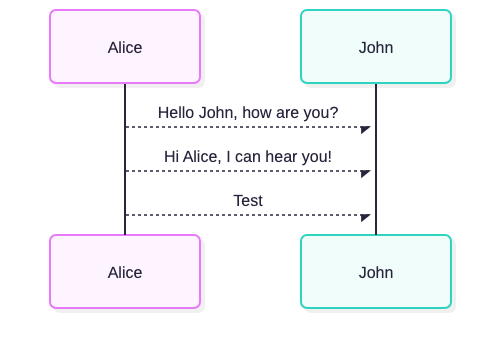 Alice
John
Hello John, how are you?
Hi Alice, I can hear you!
Test
Alice
John